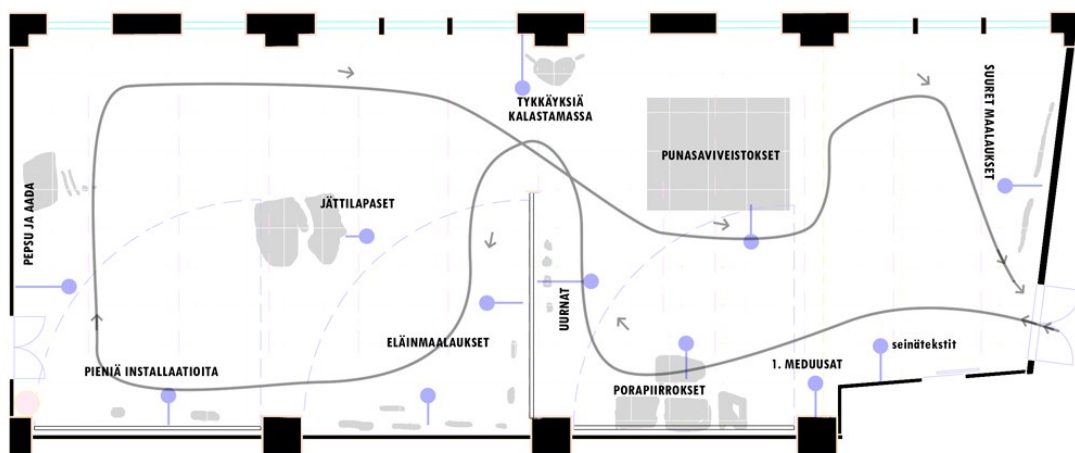 TYKKÄYKSIÄ
KALASTAMASSA
SUURET MAALAUKSET
PUNASAVIVEISTOKSET
PEPSU JA AADA
JÄTTILAPASET
UURNAT
ELÄINMAALAUKSET
seinätekstit
PIENIÄ INSTALLAATIOITA
1. MEDUUSAT
PORAPIIRROKSET